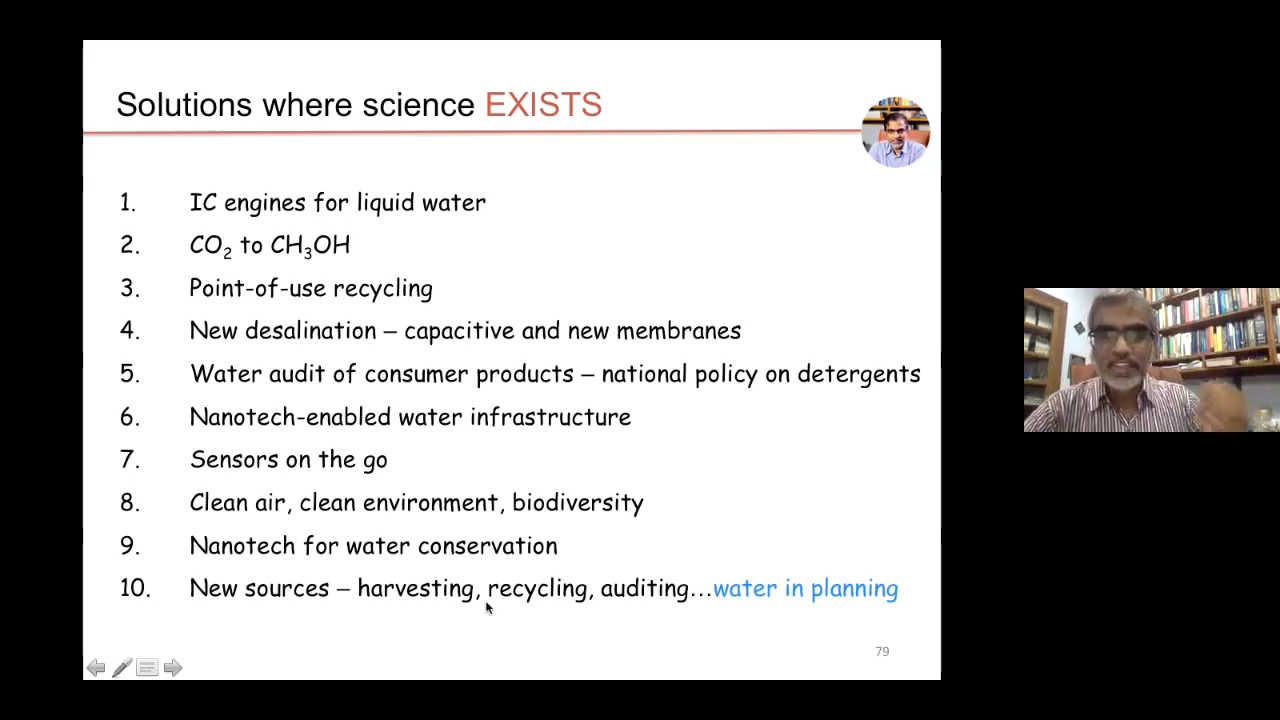 Solutions where science EXISTS
1. IC engines for liquid water
2. CO₂ to CH₃OH
3. Point-of-use recycling
4. New desalination – capacitive and new membranes
5. Water audit of consumer products – national policy on detergents
6. Nanotech-enabled water infrastructure
7. Sensors on the go
8. Clean air, clean environment, biodiversity
9. Nanotech for water conservation
10. New sources – harvesting, recycling, auditing…water in planning
79